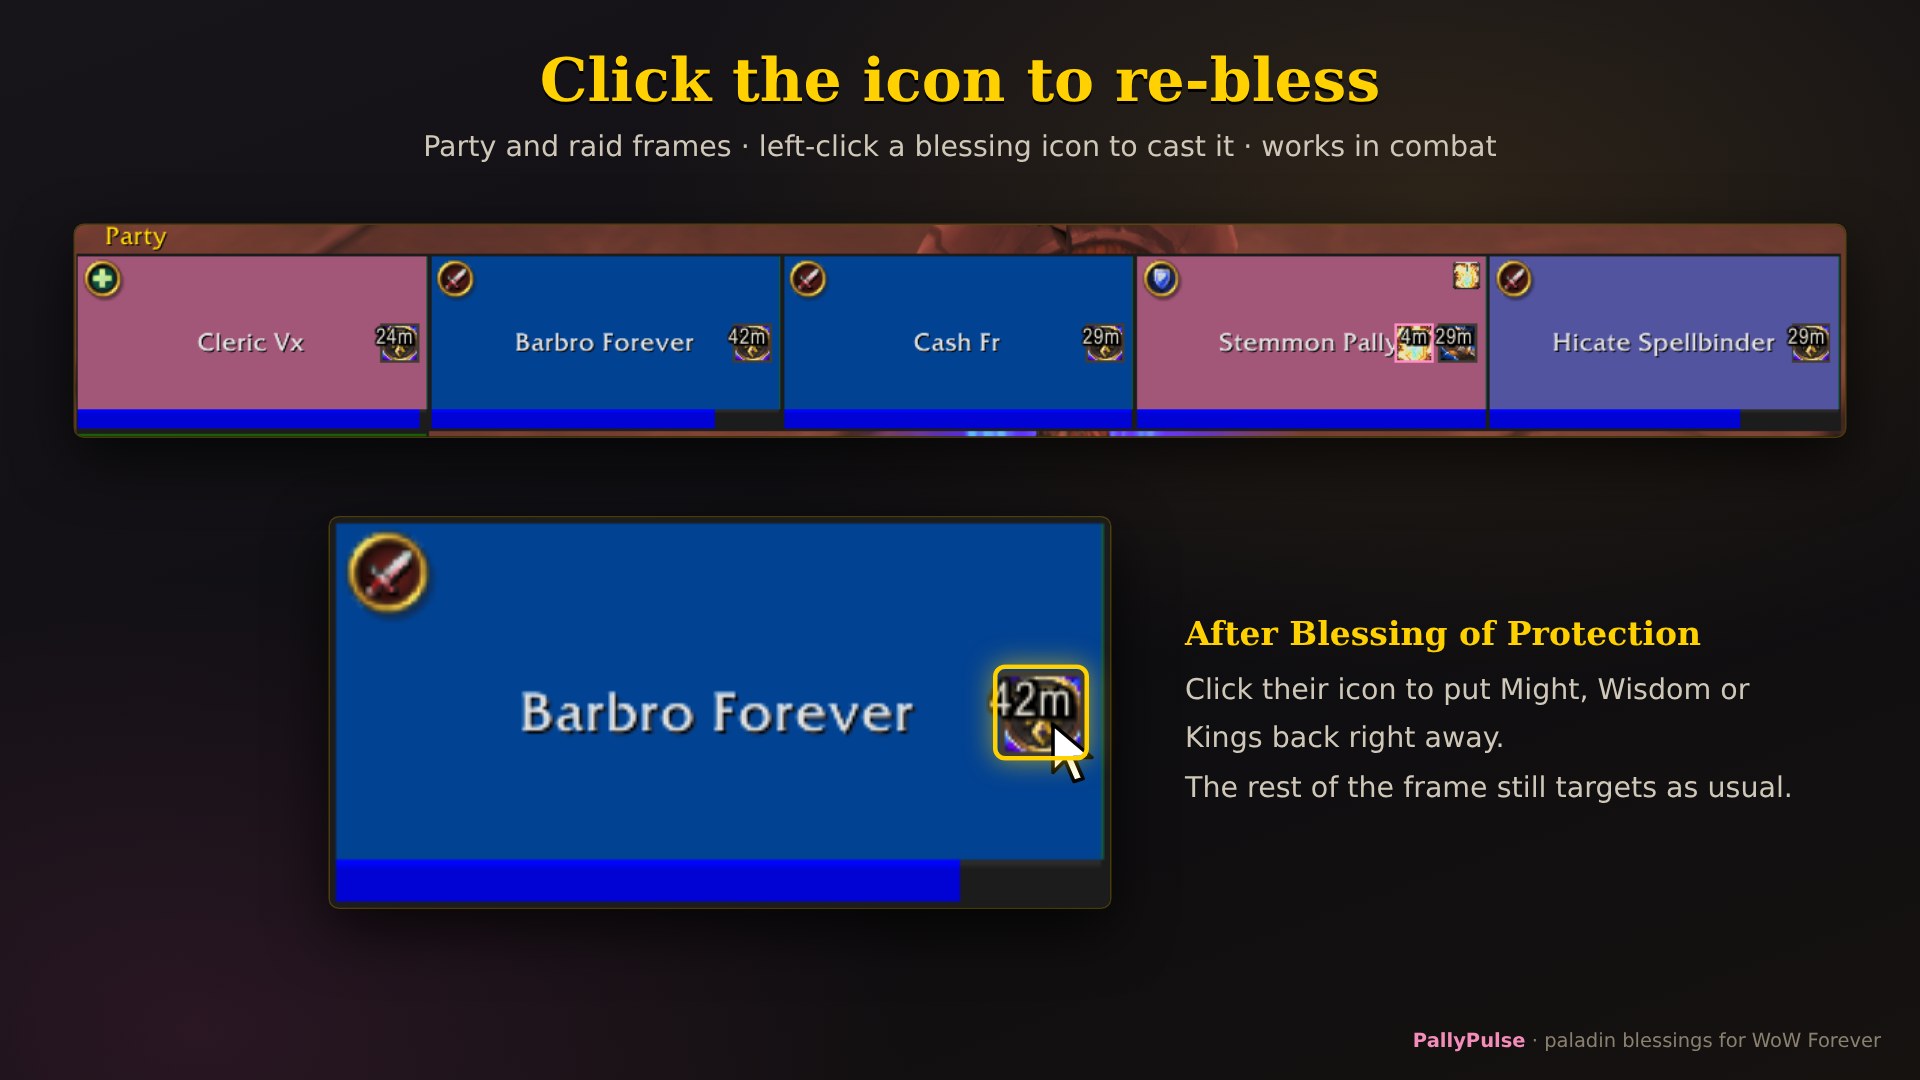 Click the icon to re-bless
Party and raid frames · left-click a blessing icon to cast it · works in combat
Party
Cleric Vx 24m
Barbro Forever 42m
Cash Fr 29m
Stemmon Pally 4m 29m
Hicate Spellbinder 29m
Barbro Forever 42m
After Blessing of Protection
Click their icon to put Might, Wisdom or
Kings back right away.
The rest of the frame still targets as usual.
PallyPulse · paladin blessings for WoW Forever